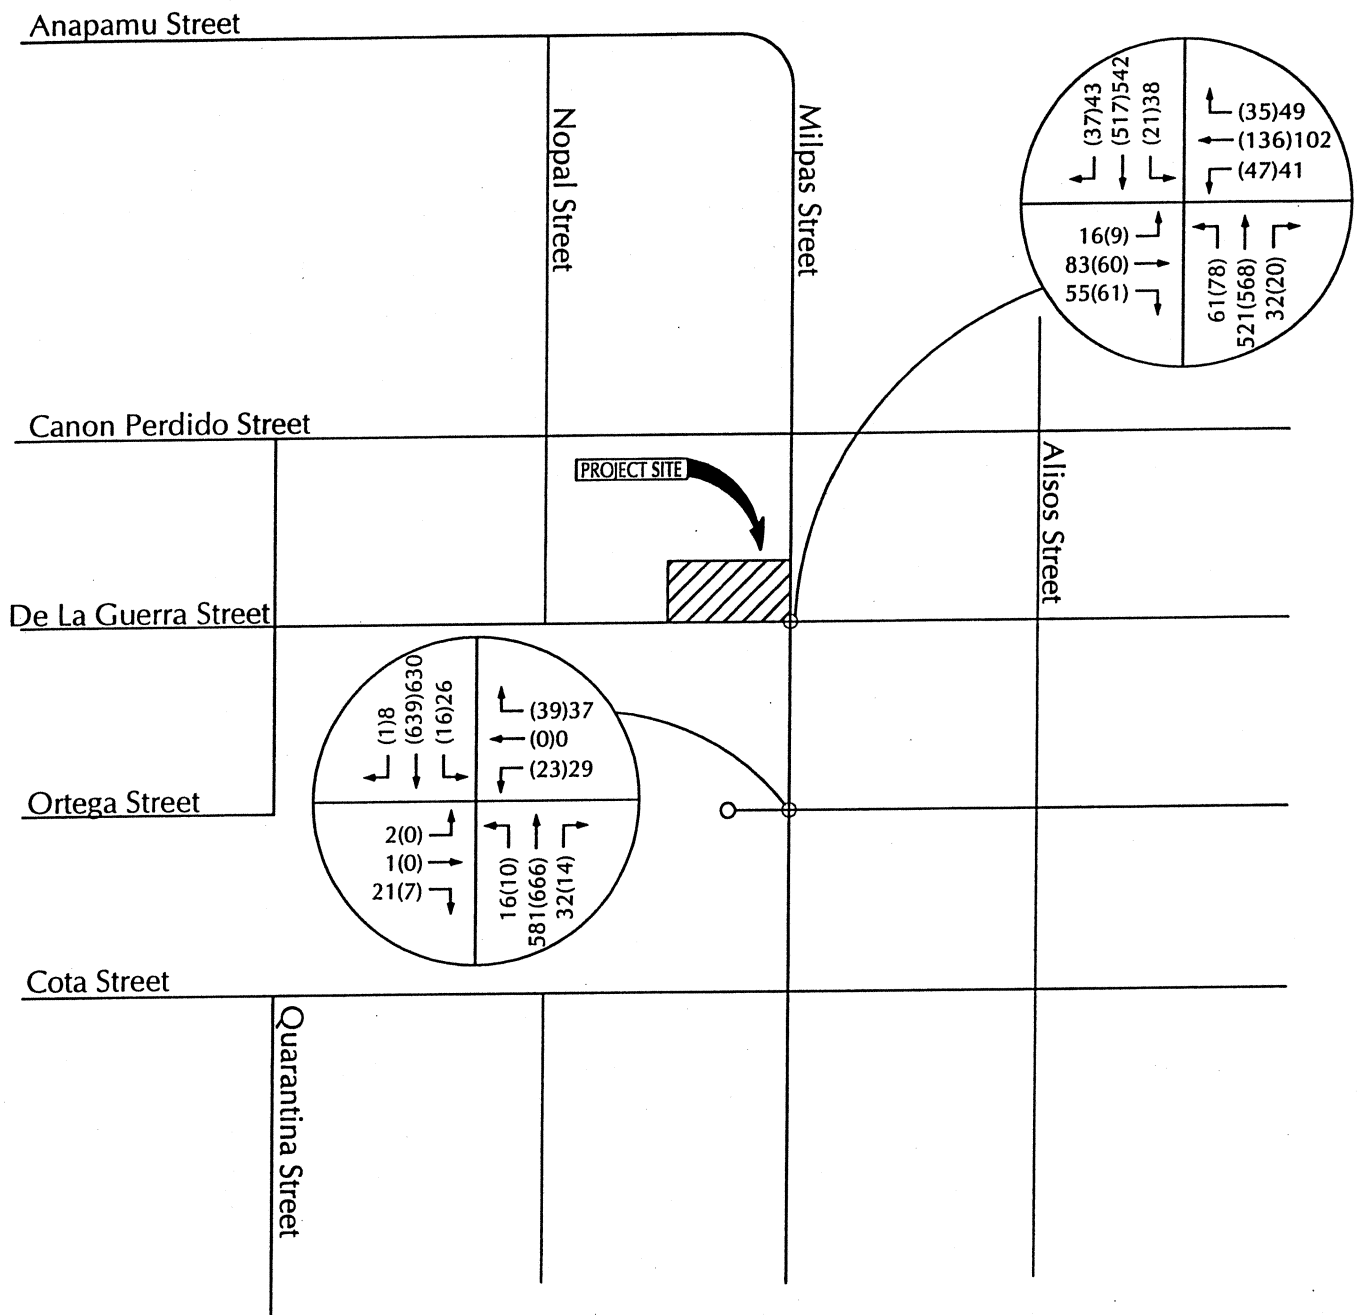 Anapamu Street
Nopal Street
Milpas Street
(37)43
(517)542
(21)38
(35)49
(136)102
(47)41
16(9)
83(60)
55(61)
61(78)
521(568)
32(20)
Canon Perdido Street
PROJECT SITE
Alisos Street
De La Guerra Street
(1)8
(639)630
(16)26
(39)37
(0)0
(23)29
Ortega Street
2(0)
1(0)
21(7)
16(10)
581(666)
32(14)
Cota Street
Quarantina Street